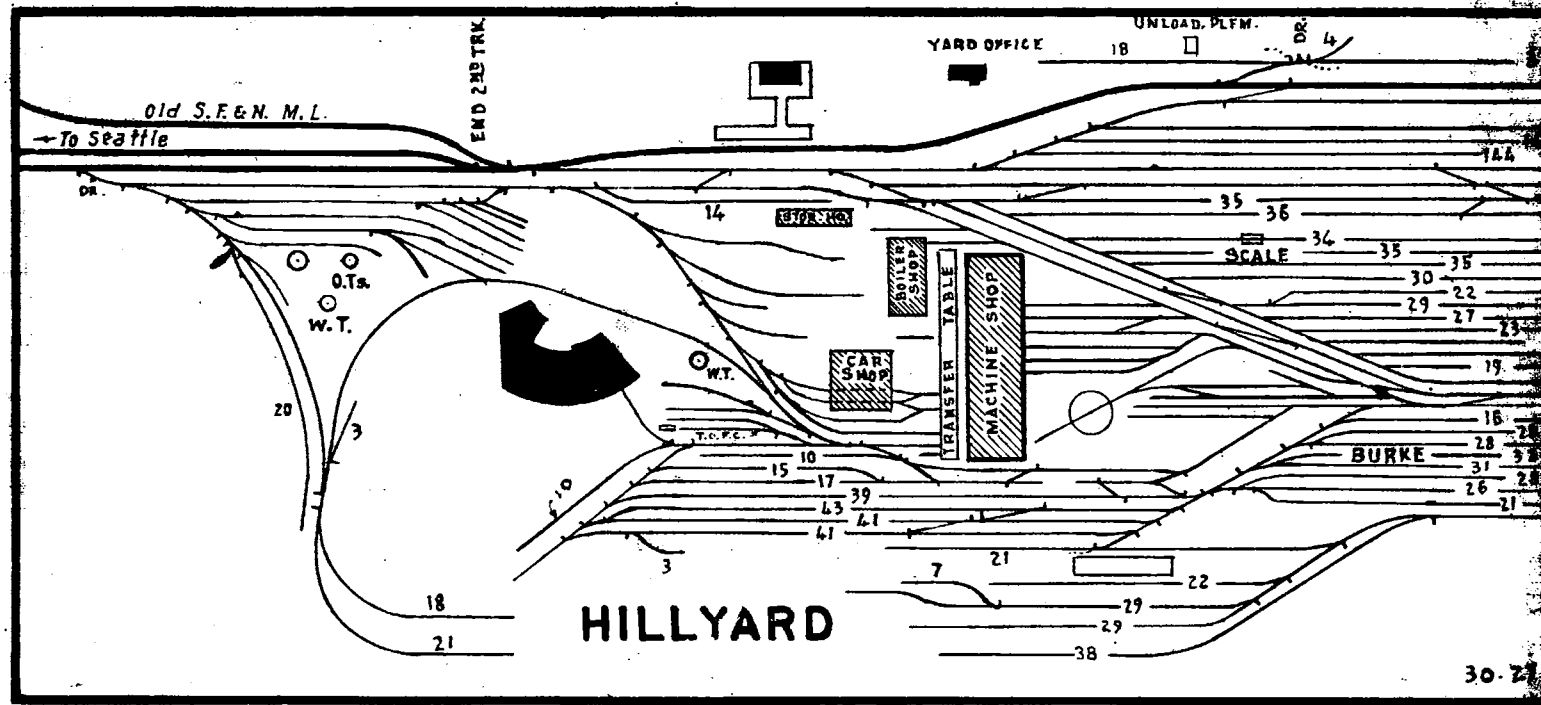 UNLOAD. PLFM.
DR.
4
YARD OFFICE
18
END 2ND TRK.
Old S.F. & N. M.L.
←To Seattle
144
DR.
14
STOR. HO.
35
36
34
SCALE
35
35
30
22
29
27
23
19
BOILER SHOP
TRANSFER TABLE
MACHINE SHOP
CAR SHOP
O.Ts.
W.T.
W.T.
20
3
T.O.F.C.
10
15
17
39
43
41
41
10
3
16
28
BURKE
31
26
21
21
7
22
29
29
38
18
21
HILLYARD